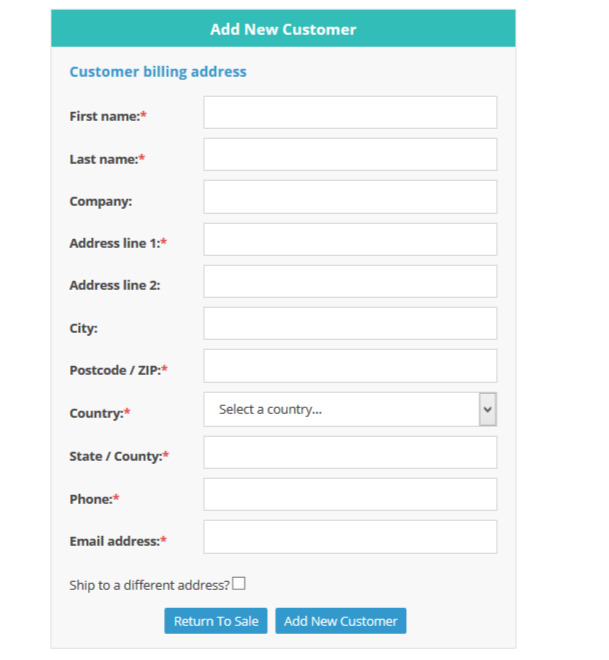 Add New Customer
Customer billing address
First name:*
Last name:*
Company:
Address line 1:*
Address line 2:
City:
Postcode / ZIP:*
Country:* Select a country...
State / County:*
Phone:*
Email address:*
Ship to a different address?
Return To Sale Add New Customer